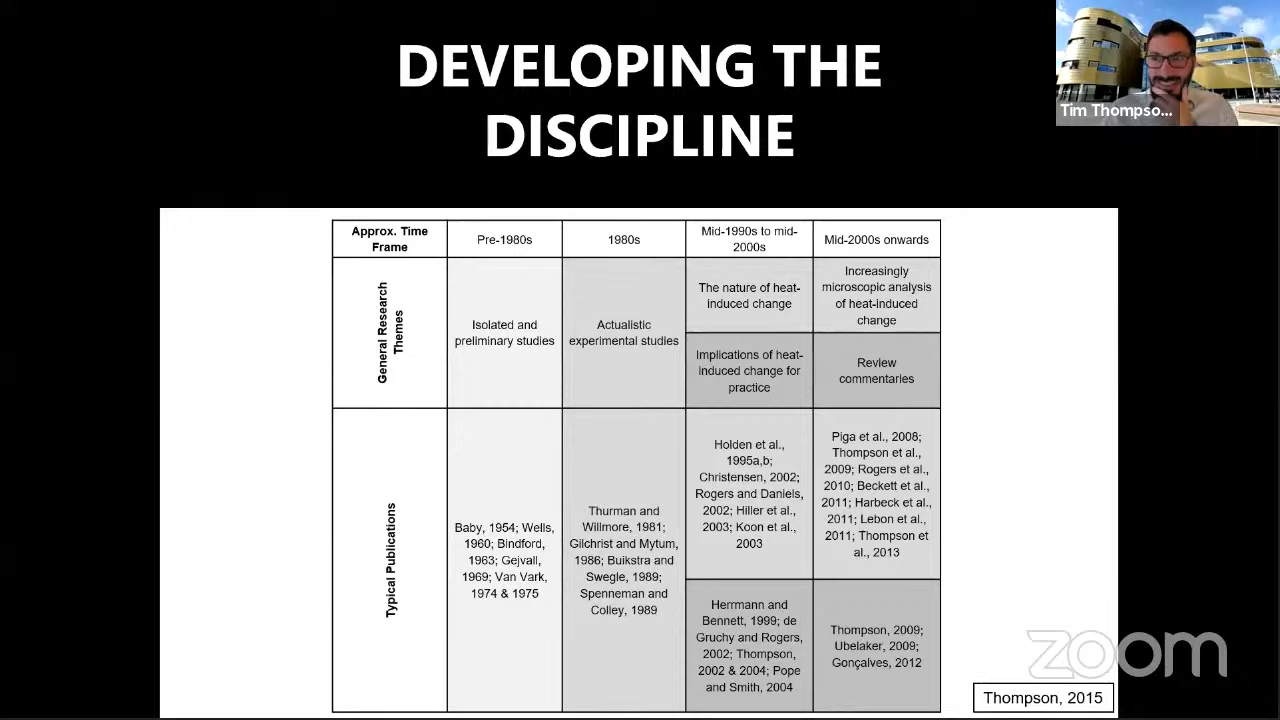 DEVELOPING THE
DISCIPLINE
Tim Thompso...
Approx. Time
Frame
Pre-1980s
1980s
Mid-1990s to mid-
2000s
Mid-2000s onwards
General Research
Themes
Isolated and
preliminary studies
Actualistic
experimental studies
The nature of heat-
induced change
Increasingly
microscopic analysis
of heat-induced
change
Implications of heat-
induced change for
practice
Review
commentaries
Typical Publications
Baby, 1954; Wells,
1960; Bindford,
1963; Gejvall,
1969; Van Vark,
1974 & 1975
Thurman and
Willmore, 1981;
Gilchrist and Mytum,
1986; Buikstra and
Swegle, 1989;
Spenneman and
Colley, 1989
Holden et al.,
1995a,b;
Christensen, 2002;
Rogers and Daniels,
2002; Hiller et al.,
2003; Koon et al.,
2003
Piga et al., 2008;
Thompson et al.,
2009; Rogers et al.,
2010; Beckett et al.,
2011; Harbeck et al.,
2011; Lebon et al.,
2011; Thompson et
al., 2013
Herrmann and
Bennett, 1999; de
Gruchy and Rogers,
2002; Thompson,
2002 & 2004; Pope
and Smith, 2004
Thompson, 2009;
Ubelaker, 2009;
Gonçalves, 2012
zoom
Thompson, 2015